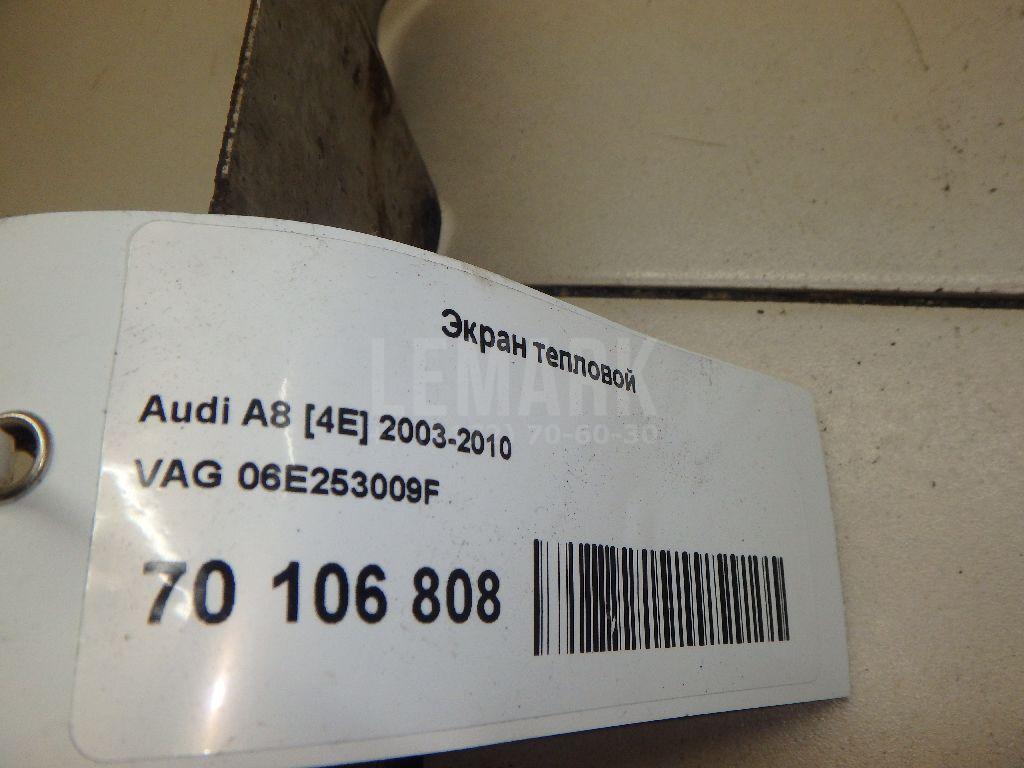 Экран тепловой
LEMARK
Audi A8 [4E] 2003-2010
70-60-30
VAG 06E253009F
70 106 808